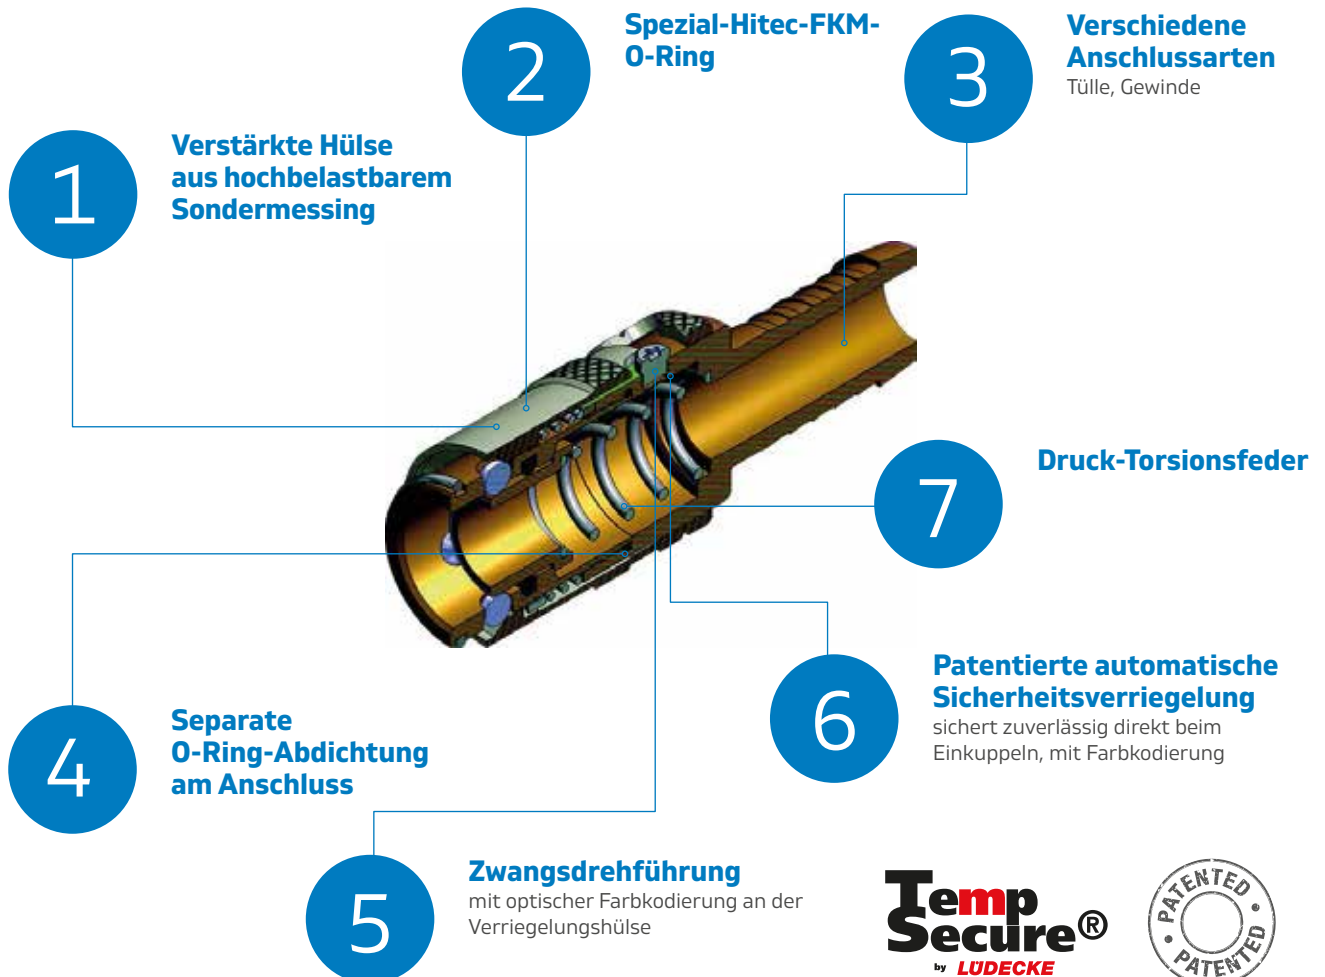 1
Verstärkte Hülse
aus hochbelastbarem
Sondermessing
2
Spezial-Hitec-FKM-
O-Ring
3
Verschiedene
Anschlussarten
Tülle, Gewinde
4
Separate
O-Ring-Abdichtung
am Anschluss
5
Zwangsdrehführung
mit optischer Farbkodierung an der
Verriegelungshülse
6
Patentierte automatische
Sicherheitsverriegelung
sichert zuverlässig direkt beim
Einkuppeln, mit Farbkodierung
7
Druck-Torsionsfeder
Temp
Secure®
by LÜDECKE
PATENTED • PATENTED •